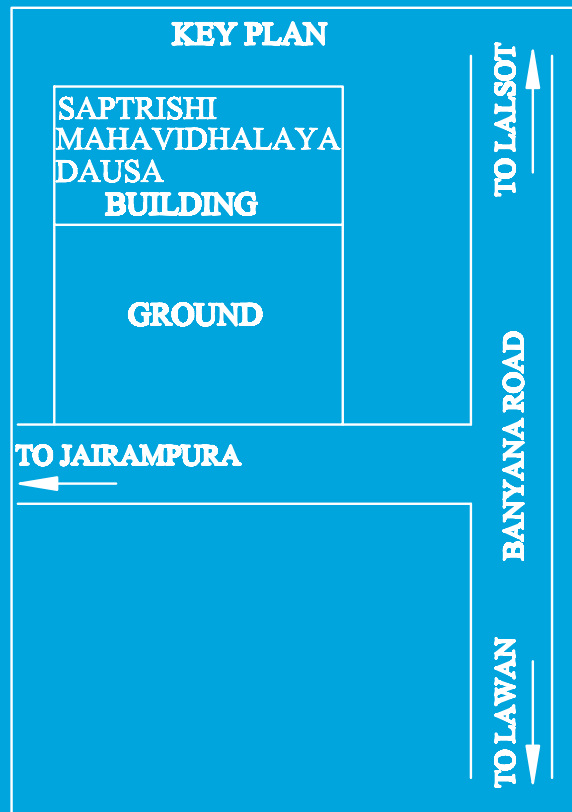 KEY PLAN
SAPTRISHI
MAHAVIDHALAYA
DAUSA
BUILDING
GROUND
TO JAIRAMPURA
TO LALSOT
BANYANA ROAD
TO LAWAN